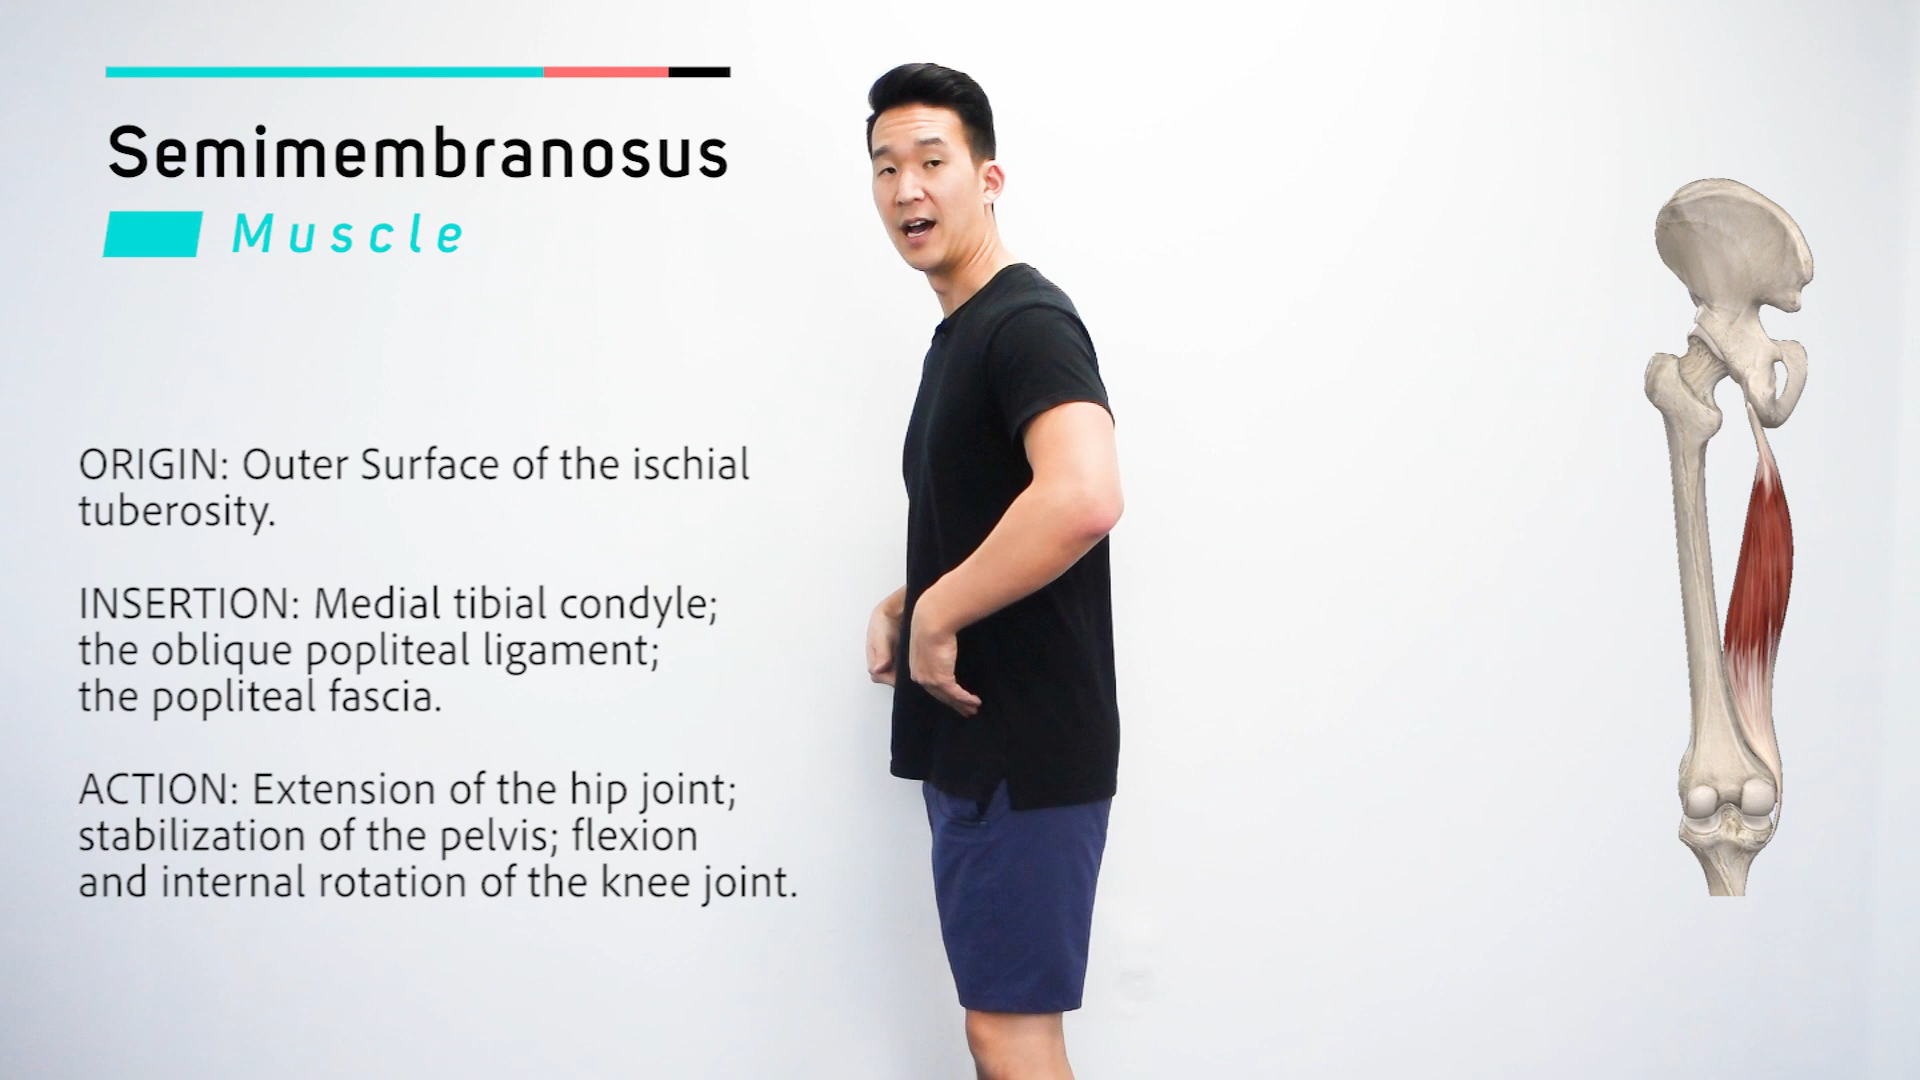 Semimembranosus
Muscle
ORIGIN: Outer Surface of the ischial
tuberosity.
INSERTION: Medial tibial condyle;
the oblique popliteal ligament;
the popliteal fascia.
ACTION: Extension of the hip joint;
stabilization of the pelvis; flexion
and internal rotation of the knee joint.